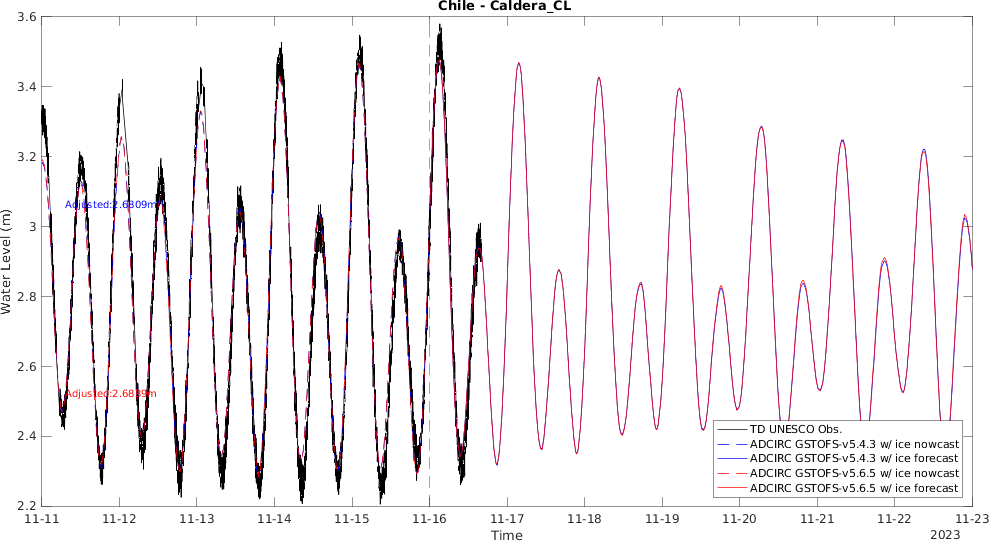 Chile - Caldera_CL
3.6
3.4
3.2
3
2.8
2.6
2.4
2.2
Water Level (m)
Adjusted:2.6809m
Adjusted:2.6839m
TD UNESCO Obs.
ADCIRC GSTOFS-v5.4.3 w/ ice nowcast
ADCIRC GSTOFS-v5.4.3 w/ ice forecast
ADCIRC GSTOFS-v5.6.5 w/ ice nowcast
ADCIRC GSTOFS-v5.6.5 w/ ice forecast
11-11 11-12 11-13 11-14 11-15 11-16 11-17 11-18 11-19 11-20 11-21 11-22 11-23
Time
2023